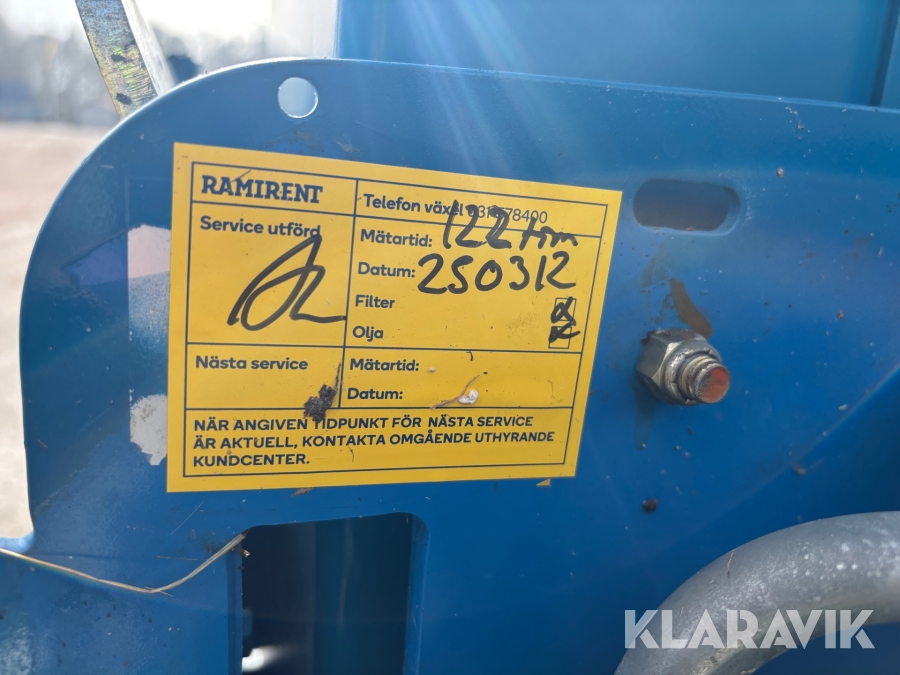 RAMIRENT
Telefon växel
Service utförd
Mätartid: 122 tim
Datum: 250312
Filter
Olja
Nästa service
Mätartid:
Datum:
NÄR ANGIVEN TIDPUNKT FÖR NÄSTA SERVICE
ÄR AKTUELL, KONTAKTA OMGÅENDE UTHYRANDE
KUNDCENTER.
KLARAVIK